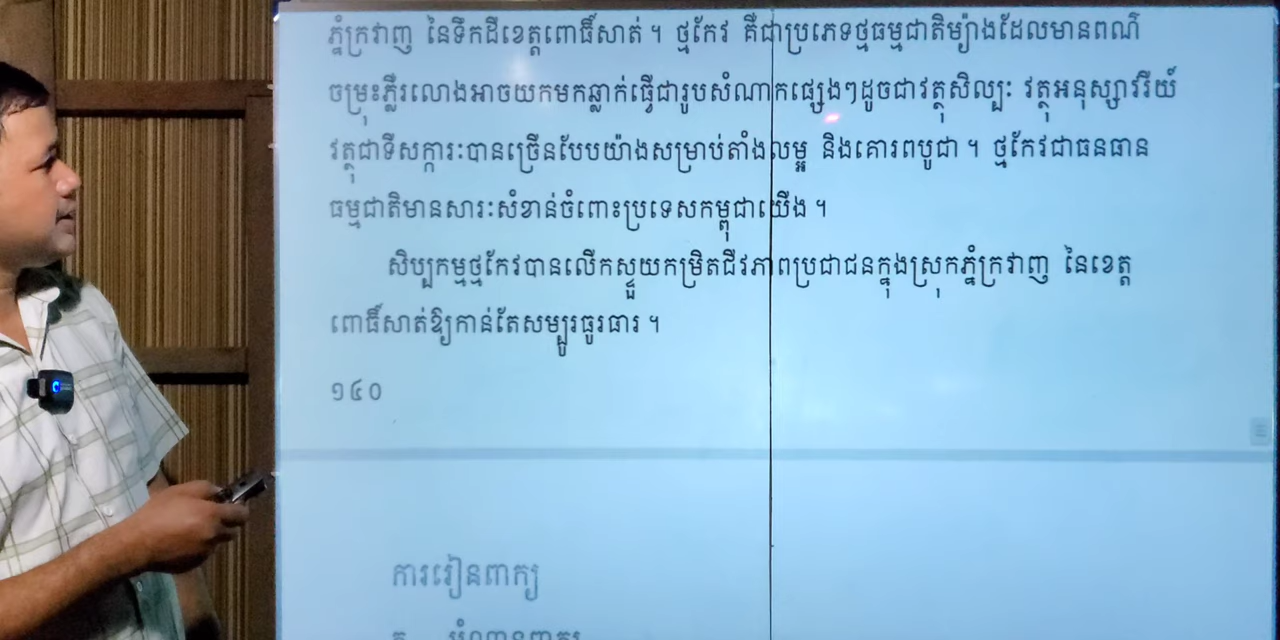 ភ្នំក្រវាញ នៃទឹកដីខេត្តពោធិ៍សាត់ ។ ថ្មកែវ គឺជាប្រភេទថ្មធម្មជាតិម្យ៉ាងដែលមានពណ៌
ចម្រុះភ្លឺរលោងអាចយកមកឆ្លាក់ធ្វើជារូបសំណាកផ្សេងៗដូចជាវត្ថុសិល្បៈ វត្ថុអនុស្សាវរីយ៍
វត្ថុជាទីសក្ការៈបានច្រើនបែបយ៉ាងសម្រាប់តាំងលម្អ និងគោរពបូជា ។ ថ្មកែវជាធនធាន
ធម្មជាតិមានសារៈសំខាន់ចំពោះប្រទេសកម្ពុជាយើង ។
សិប្បកម្មថ្មកែវបានលើកស្ទួយកម្រិតជីវភាពប្រជាជនក្នុងស្រុកភ្នំក្រវាញ នៃខេត្ត
ពោធិ៍សាត់ឱ្យកាន់តែសម្បូរធូរធារ ។
១៤០
ការរៀនពាក្យ